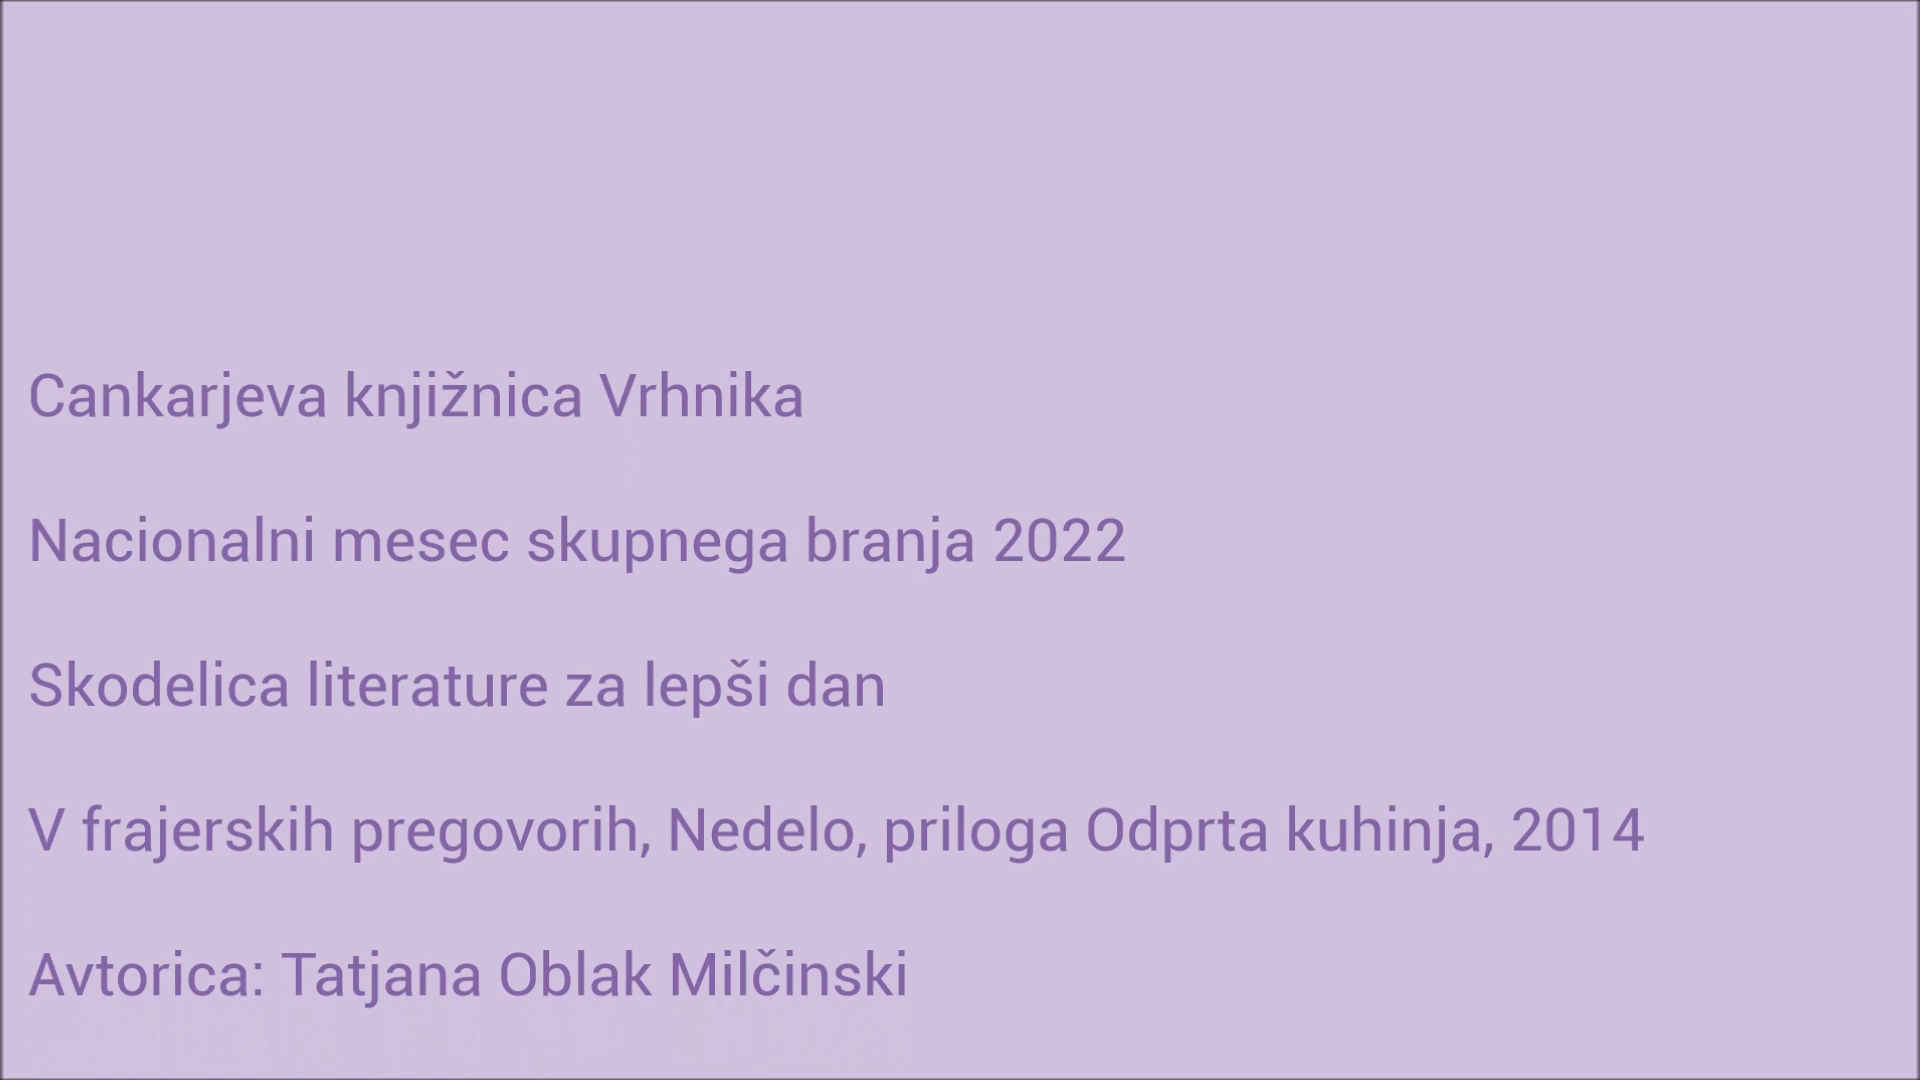 Cankarjeva knjižnica Vrhnika
Nacionalni mesec skupnega branja 2022
Skodelica literature za lepši dan
V frajerskih pregovorih, Nedelo, priloga Odprta kuhinja, 2014
Avtorica: Tatjana Oblak Milčinski